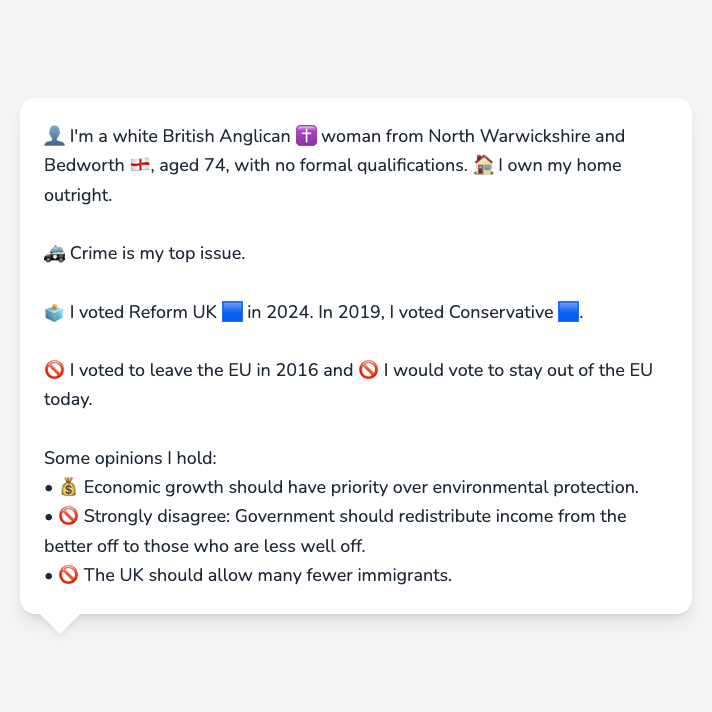 👤 I'm a white British Anglican ✝️ woman from North Warwickshire and
Bedworth 🏴󠁧󠁢󠁥󠁮󠁧󠁿, aged 74, with no formal qualifications. 🏠 I own my home
outright.
🚓 Crime is my top issue.
🗳️ I voted Reform UK 🟦 in 2024. In 2019, I voted Conservative 🟦.
🚫 I voted to leave the EU in 2016 and 🚫 I would vote to stay out of the EU
today.
Some opinions I hold:
• 💰 Economic growth should have priority over environmental protection.
• 🚫 Strongly disagree: Government should redistribute income from the
better off to those who are less well off.
• 🚫 The UK should allow many fewer immigrants.